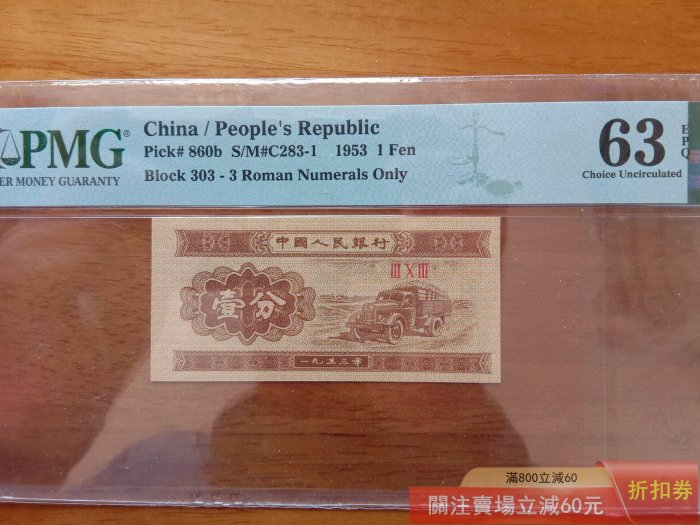 PMG®
ER MONEY GUARANTY
China / People's Republic
Pick# 860b S/M#C283-1 1953 1 Fen
Block 303 - 3 Roman Numerals Only
63
EPQ
Choice Uncirculated
中國人民銀行
III X III
壹分
一九五三年
滿800立減60
關注賣場立減60元
折扣券